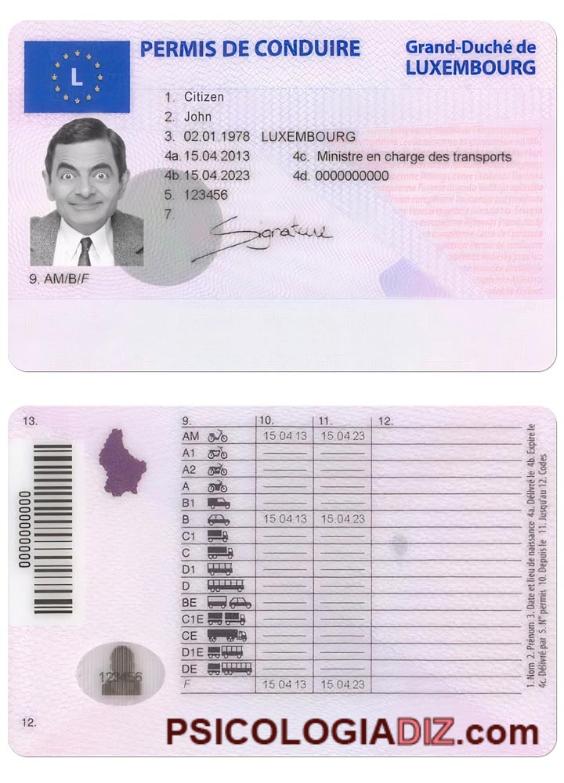 L
PERMIS DE CONDUIRE
Grand-Duché de
LUXEMBOURG
1. Citizen
2. John
3. 02.01.1978 LUXEMBOURG
4a. 15.04.2013 4c. Ministre en charge des transports
4b 15.04.2023 4d. 0000000000
5. 123456
7.
Signature
9. AM/B/F
13.
9. 10. 11. 12.
AM 15 04 13 15.04.23
A1
A2
A
B1
B 15 04 13 15.04.23
C1
C
D1
D
BE
C1E
CE
D1E
DE
F 15 04 13 15.04.23
0000000000
123456
12.
1. Nom 2. Prénom 3. Date et lieu de naissance 4a. Délivré le 4b. Expire le
4c. Délivré par 5. N° permis 10. Depuis le 11. Jusqu'au 12. Codes
PSICOLOGIADIZ.com